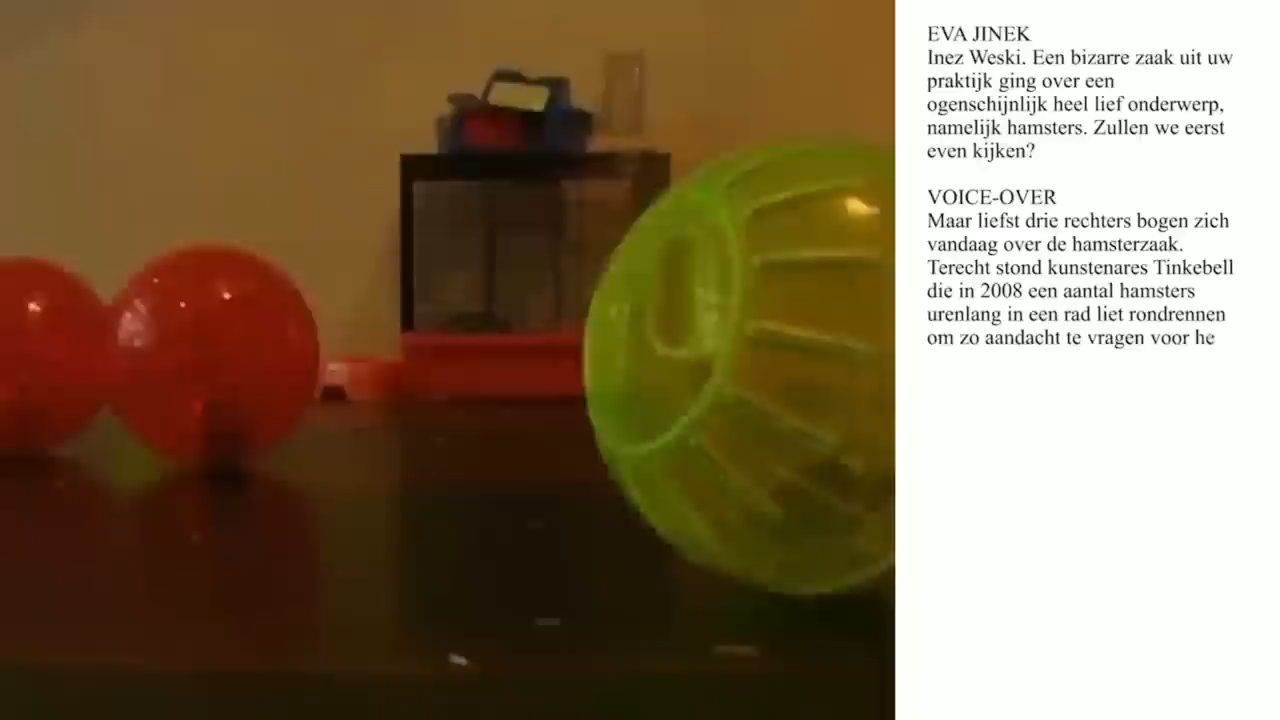 EVA JINEK
Inez Weski. Een bizarre zaak uit uw
praktijk ging over een
ogenschijnlijk heel lief onderwerp,
namelijk hamsters. Zullen we eerst
even kijken?
VOICE-OVER
Maar liefst drie rechters bogen zich
vandaag over de hamsterzaak.
Terecht stond kunstenares Tinkebell
die in 2008 een aantal hamsters
urenlang in een rad liet rondrennen
om zo aandacht te vragen voor he